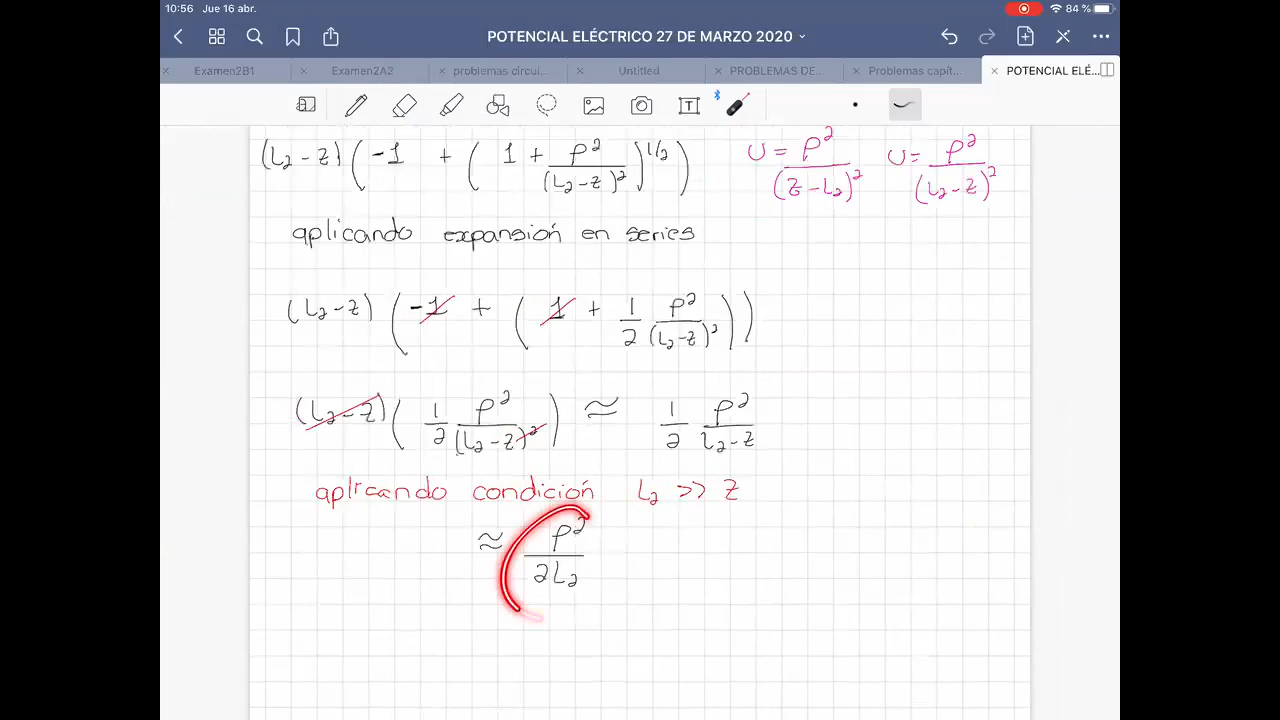 10:56 Jue 16 abr. 84 %
POTENCIAL ELÉCTRICO 27 DE MARZO 2020
Examen2B1 Examen2A2 problemas circui... Untitled PROBLEMAS DE... Problemas capít... POTENCIAL ELÉ...
(L₂-z)(-1 + (1 + ρ²/(L₂-z)²)^1/2) U = ρ²/(z-L₂)² U = ρ²/(L₂-z)²
aplicando expansión en series
(L₂-z)(-1 + (1 + 1/2 ρ²/(L₂-z)²))
(L₂-z)(1/2 ρ²/(L₂-z)²) ≈ 1/2 ρ²/L₂-z
aplicando condición L₂ >> z
≈ ρ²/2L₂